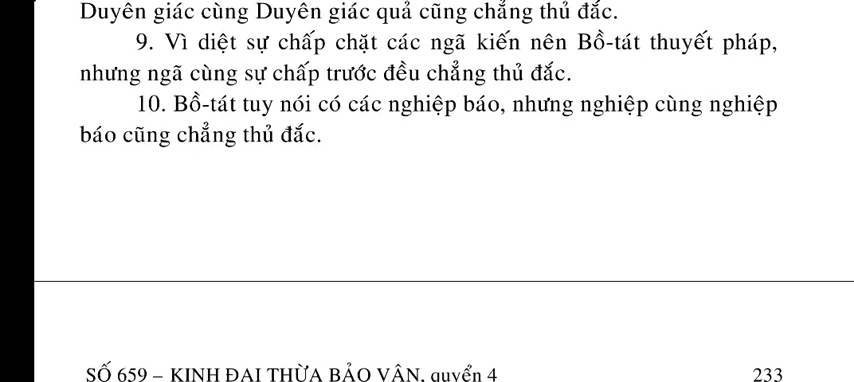 Duyên giác cùng Duyên giác quả cũng chẳng thủ đắc.
9. Vì diệt sự chấp chặt các ngã kiến nên Bồ-tát thuyết pháp,
nhưng ngã cùng sự chấp trước đều chẳng thủ đắc.
10. Bồ-tát tuy nói có các nghiệp báo, nhưng nghiệp cùng nghiệp
báo cũng chẳng thủ đắc.
SỐ 659 – KINH ĐẠI THỪA BẢO VÂN, quyển 4
233